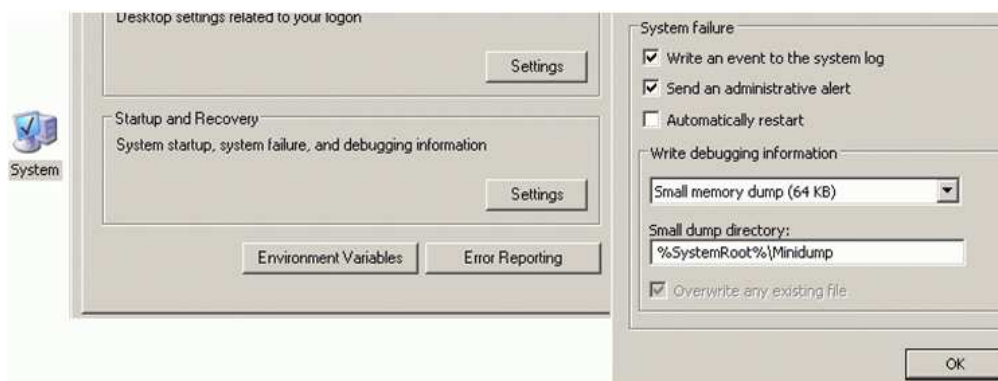 Desktop settings related to your logon
Settings
Startup and Recovery
System startup, system failure, and debugging information
Settings
Environment Variables
Error Reporting
System
System failure
Write an event to the system log
Send an administrative alert
Automatically restart
Write debugging information
Small memory dump (64 KB)
Small dump directory:
%SystemRoot%\Minidump
Overwrite any existing file
OK